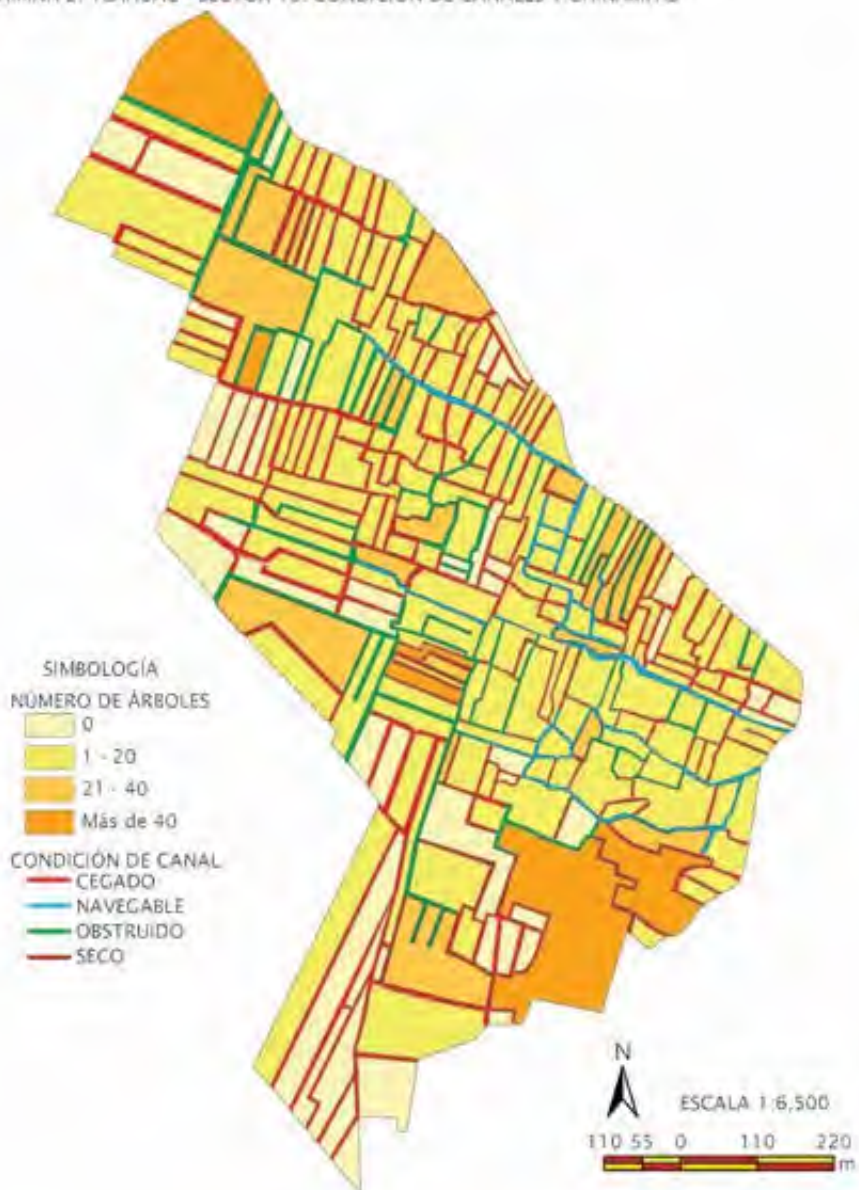 SIMBOLOGÍA
NÚMERO DE ÁRBOLES
0
1 - 20
21 - 40
Más de 40
CONDICIÓN DE CANAL
CEGADO
NAVEGABLE
OBSTRUIDO
SECO
N
ESCALA 1:6,500
110 55 0 110 220
m